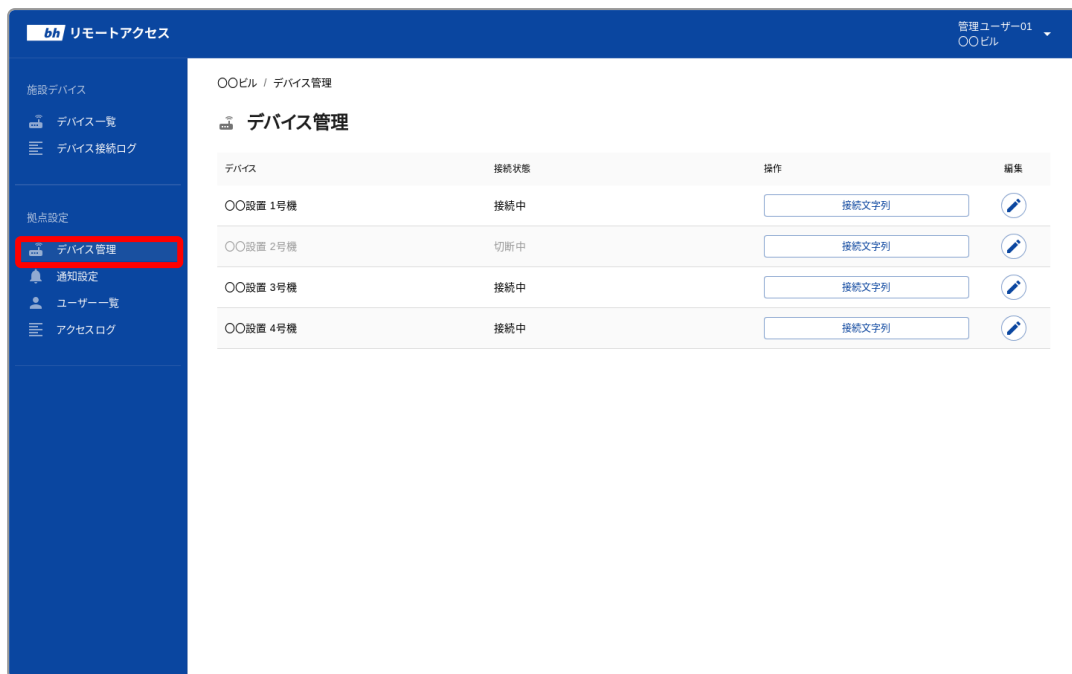 bh リモートアクセス
管理ユーザー01
〇〇ビル
施設デバイス
デバイス一覧
デバイス接続ログ
拠点設定
デバイス管理
通知設定
ユーザー一覧
アクセスログ
〇〇ビル / デバイス管理
デバイス管理
デバイス 接続状態 操作 編集
〇〇設置 1号機 接続中 接続文字列
〇〇設置 2号機 切断中 接続文字列
〇〇設置 3号機 接続中 接続文字列
〇〇設置 4号機 接続中 接続文字列